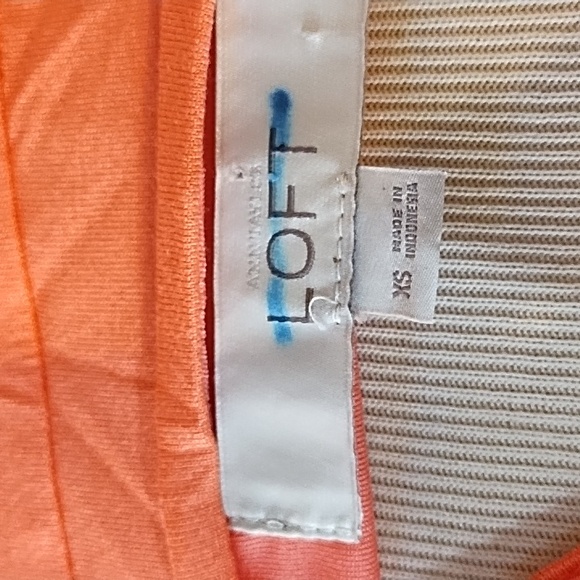 ANN TAYLOR
LOFT
XS
MADE IN
INDONESIA